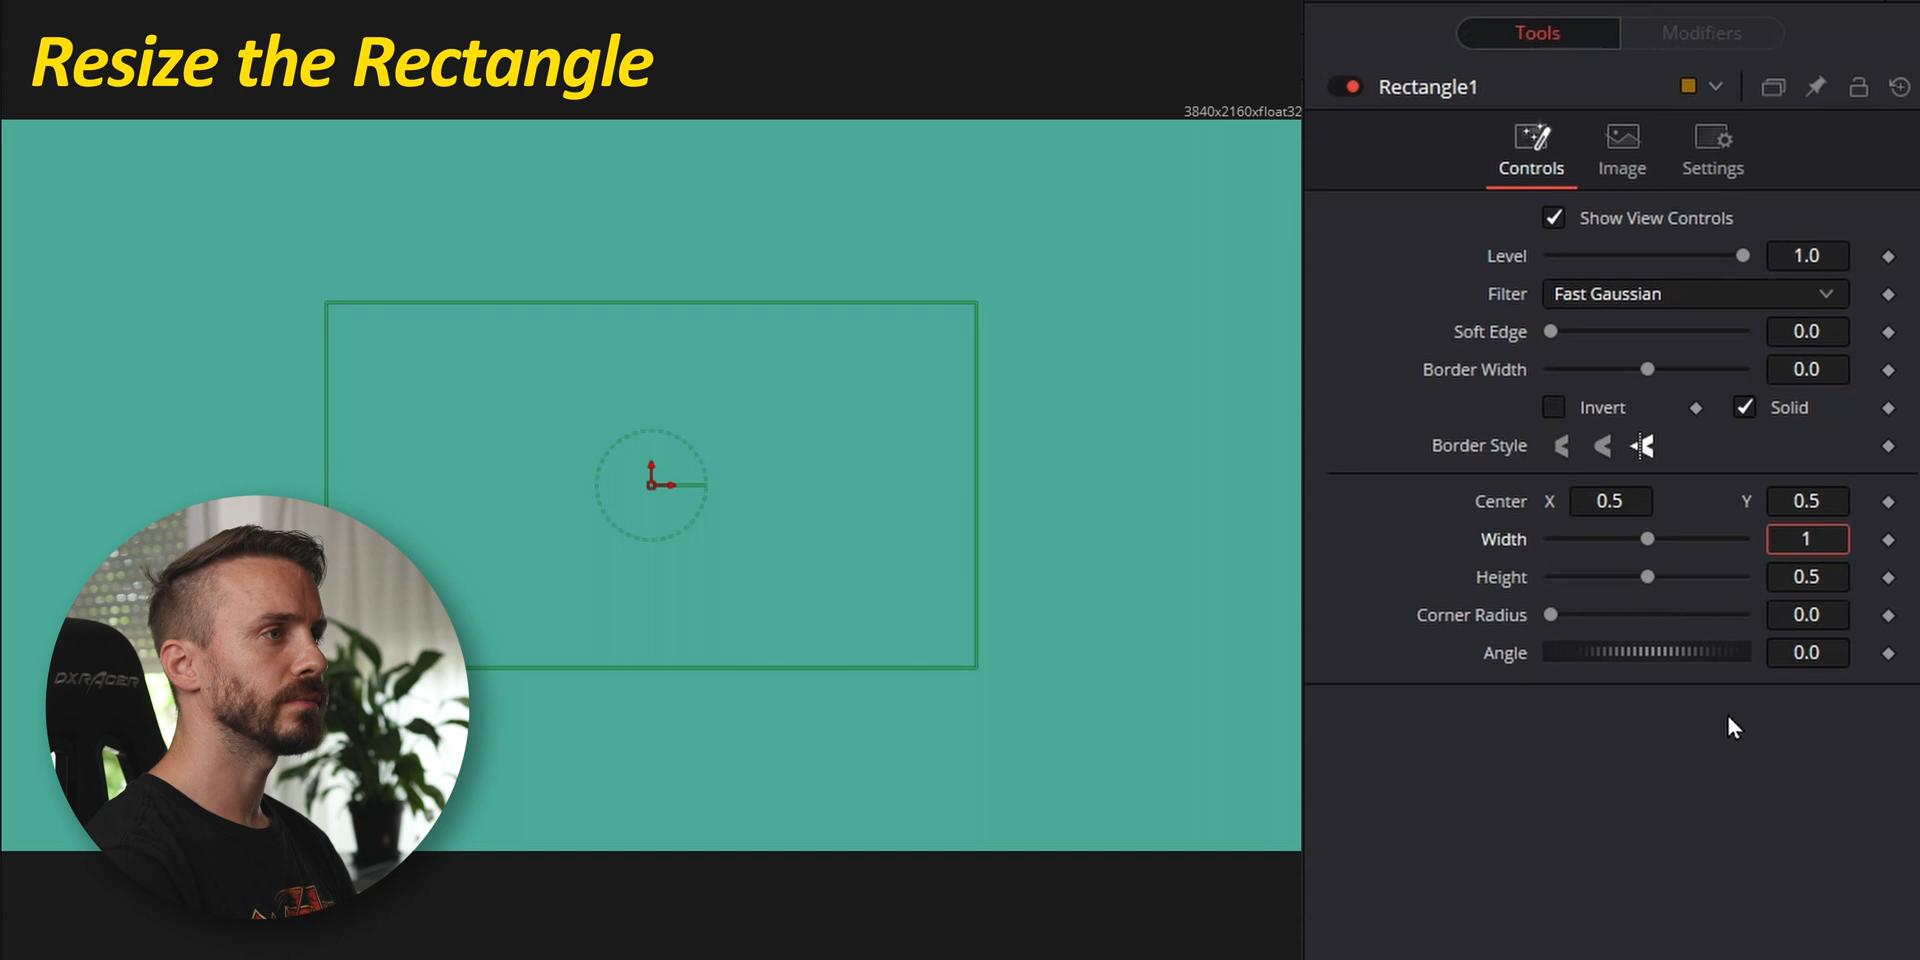 Resize the Rectangle
3840x2160xfloat32
Tools Modifiers
Rectangle1
Controls Image Settings
Show View Controls
Level 1.0
Filter Fast Gaussian
Soft Edge 0.0
Border Width 0.0
Invert Solid
Border Style
Center X 0.5 Y 0.5
Width 1
Height 0.5
Corner Radius 0.0
Angle 0.0
DXRACER